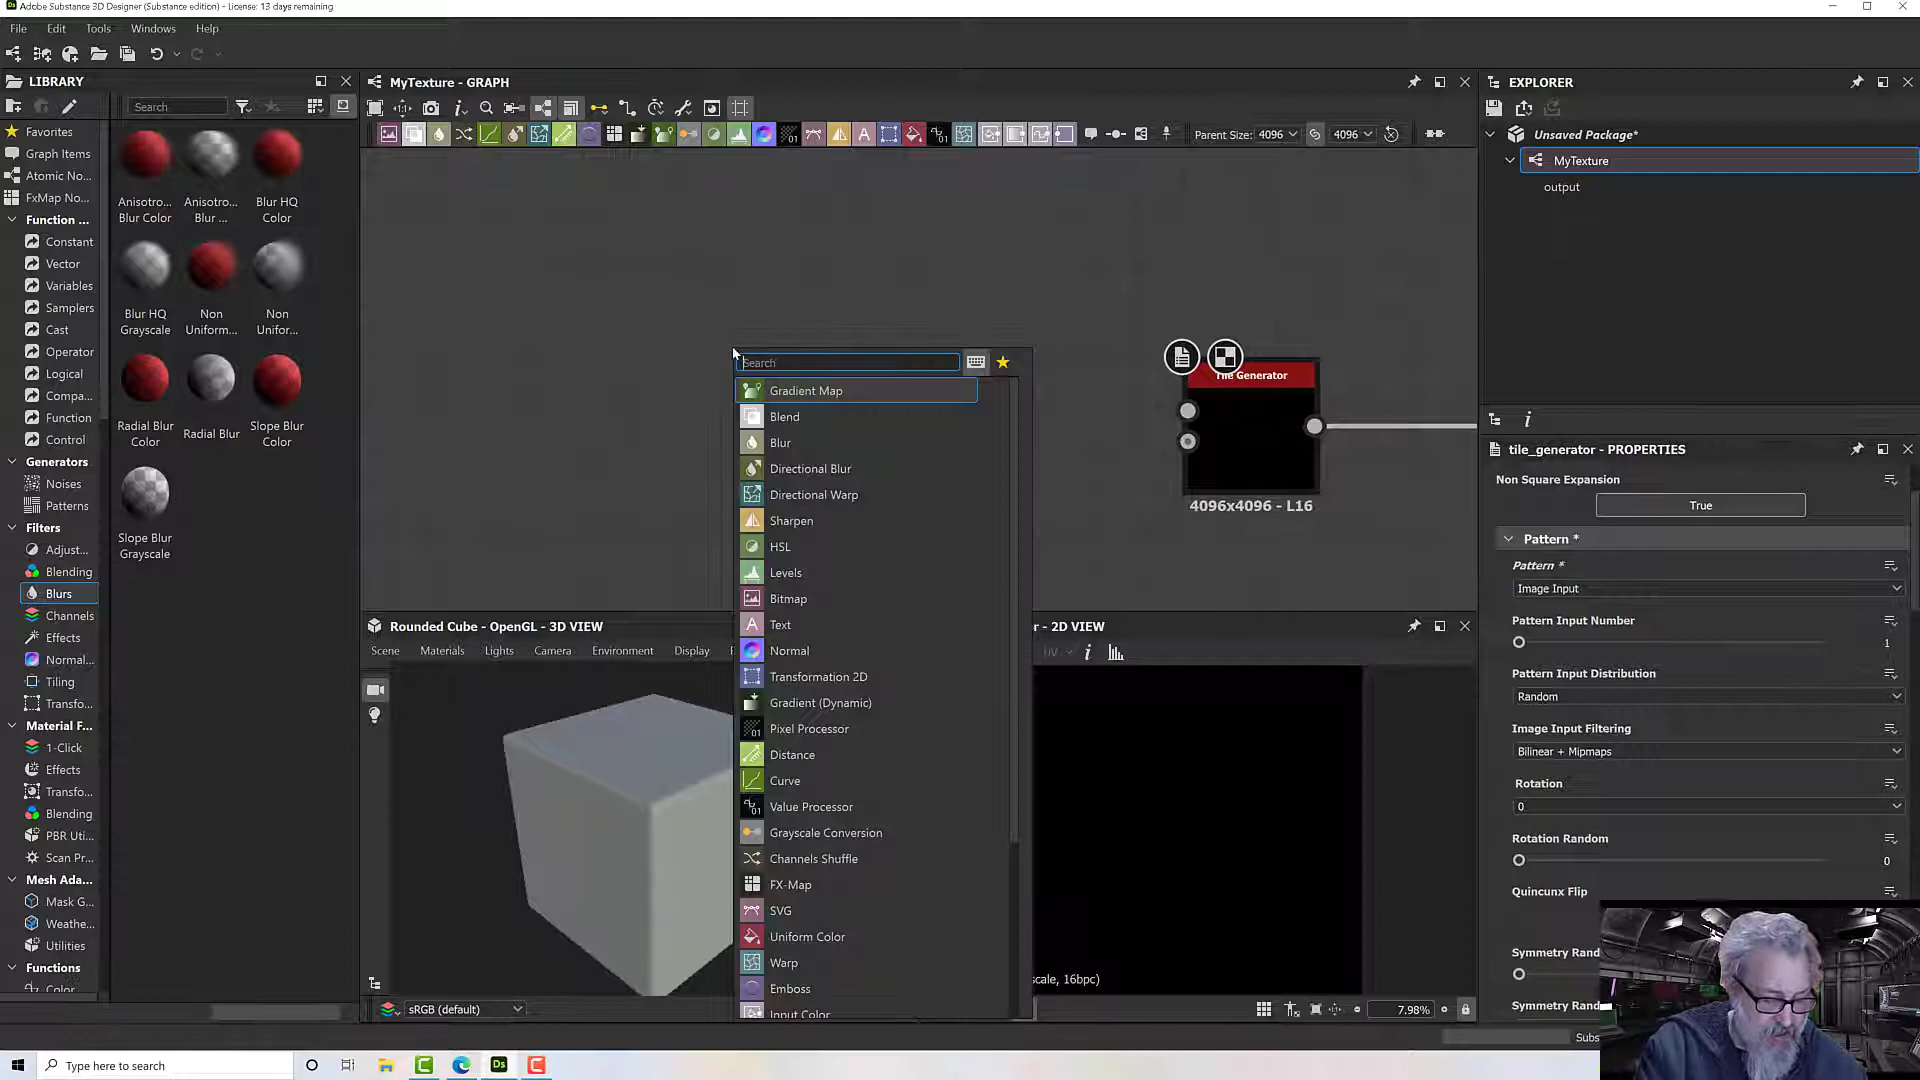 Adobe Substance 3D Designer (Substance edition) - License: 13 days remaining
File Edit Tools Windows Help
LIBRARY
Search
Favorites
Graph Items
Atomic No...
FxMap No...
Function ...
Constant
Vector
Variables
Samplers
Cast
Operator
Logical
Compa...
Function
Control
Generators
Noises
Patterns
Filters
Adjust...
Blending
Blurs
Channels
Effects
Normal...
Tiling
Transfo...
Material F...
1-Click
Effects
Transfo...
Blending
PBR Uti...
Scan Pr...
Mesh Ada...
Mask G...
Weathe...
Utilities
Functions
Color
Anisotro... Blur Color
Anisotro... Blur ...
Blur HQ Color
Blur HQ Grayscale
Non Uniform...
Non Unifor...
Radial Blur Color
Radial Blur
Slope Blur Color
Slope Blur Grayscale
MyTexture - GRAPH
Parent Size: 4096 4096
Search
Gradient Map
Blend
Blur
Directional Blur
Directional Warp
Sharpen
HSL
Levels
Bitmap
Text
Normal
Transformation 2D
Gradient (Dynamic)
Pixel Processor
Distance
Curve
Value Processor
Grayscale Conversion
Channels Shuffle
FX-Map
SVG
Uniform Color
Warp
Emboss
Input Color
Tile Generator
4096x4096 - L16
Rounded Cube - OpenGL - 3D VIEW
Scene Materials Lights Camera Environment Display
sRGB (default)
r - 2D VIEW
UV
scale, 16bpc)
7.98%
EXPLORER
Unsaved Package*
MyTexture
output
tile_generator - PROPERTIES
Non Square Expansion
True
Pattern *
Pattern *
Image Input
Pattern Input Number
1
Pattern Input Distribution
Random
Image Input Filtering
Bilinear + Mipmaps
Rotation
0
Rotation Random
0
Quincunx Flip
Symmetry Rand
Symmetry Rand
Subs
Type here to search